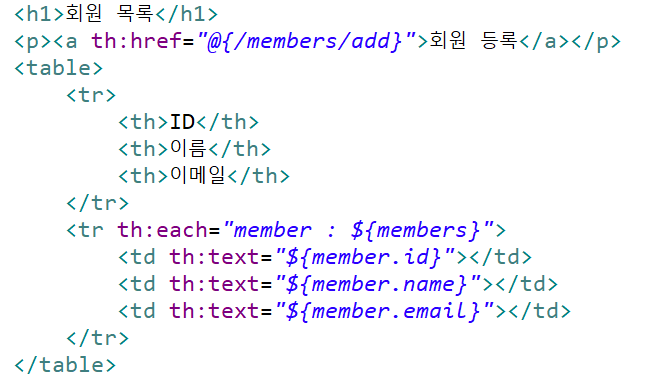 <h1>회원 목록</h1>
<p><a th:href="@{/members/add}">회원 등록</a></p>
<table>
    <tr>
        <th>ID</th>
        <th>이름</th>
        <th>이메일</th>
    </tr>
    <tr th:each="member : ${members}">
        <td th:text="${member.id}"></td>
        <td th:text="${member.name}"></td>
        <td th:text="${member.email}"></td>
    </tr>
</table>